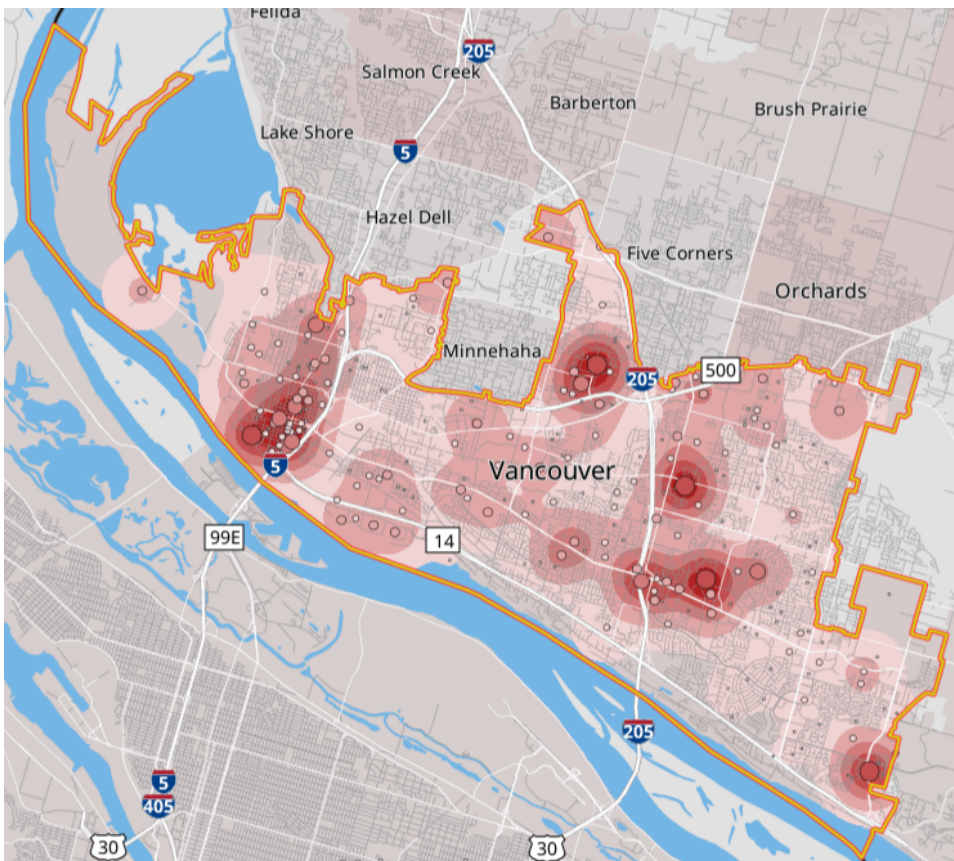 Felida
205
Salmon Creek
Barberton
Brush Prairie
Lake Shore
5
Hazel Dell
Five Corners
Orchards
Minnehaha
500
205
Vancouver
5
99E
14
205
5
405
30
30